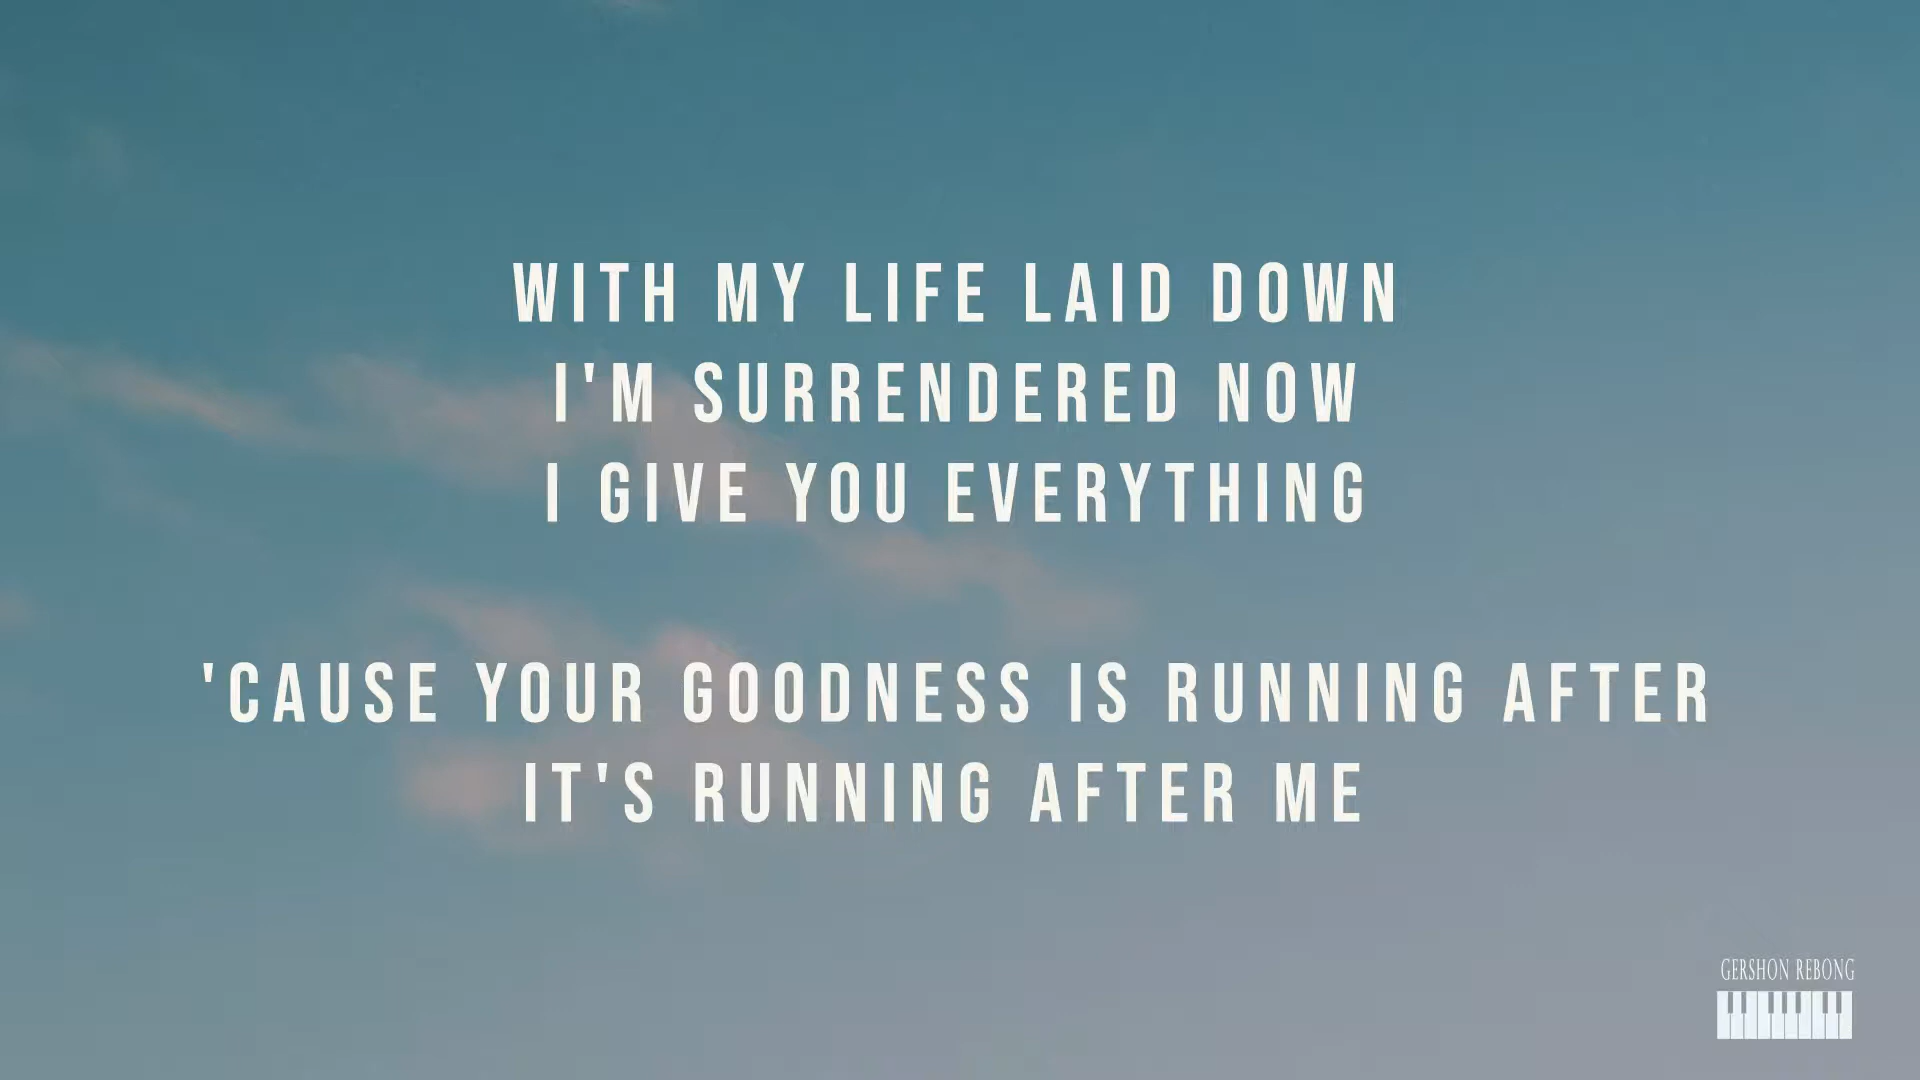 WITH MY LIFE LAID DOWN
I'M SURRENDERED NOW
I GIVE YOU EVERYTHING
'CAUSE YOUR GOODNESS IS RUNNING AFTER
IT'S RUNNING AFTER ME
GERSHON REBONG